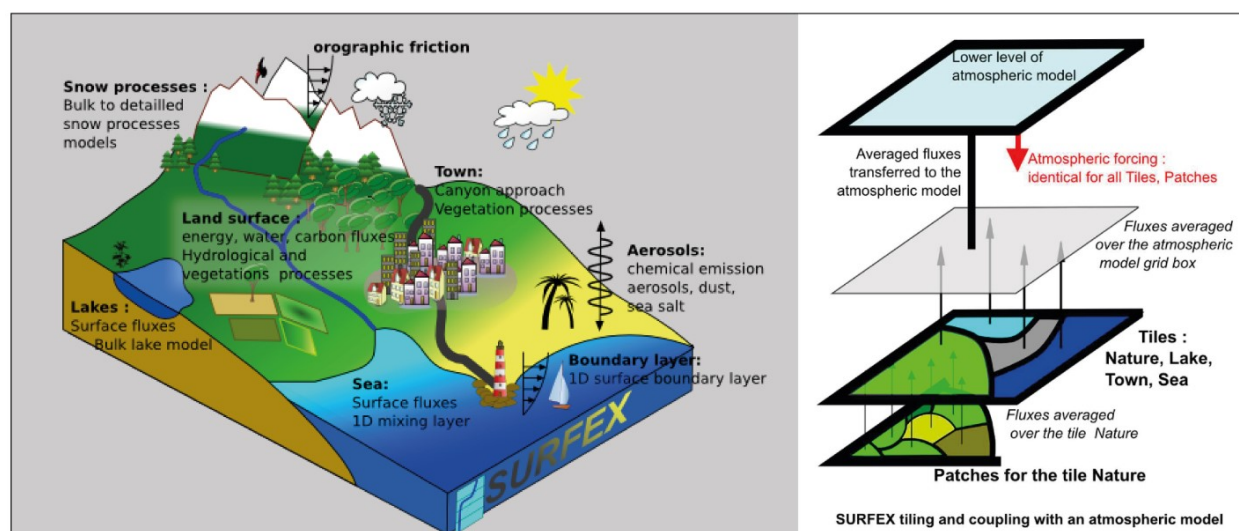 orographic friction
Snow processes :
Bulk to detailled
snow processes
models
Town:
Canyon approach
Vegetation processes
Land surface :
energy, water, carbon fluxes
Hydrological and
vegetations processes
Aerosols:
chemical emission
aerosols, dust,
sea salt
Lakes :
Surface fluxes
Bulk lake model
Sea:
Surface fluxes
1D mixing layer
Boundary layer:
1D surface boundary layer
SURFEX
Lower level of
atmospheric model
Averaged fluxes
transferred to the
atmospheric model
Atmospheric forcing :
identical for all Tiles, Patches
Fluxes averaged
over the atmospheric
model grid box
Tiles :
Nature, Lake,
Town, Sea
Fluxes averaged
over the tile Nature
Patches for the tile Nature
SURFEX tiling and coupling with an atmospheric model